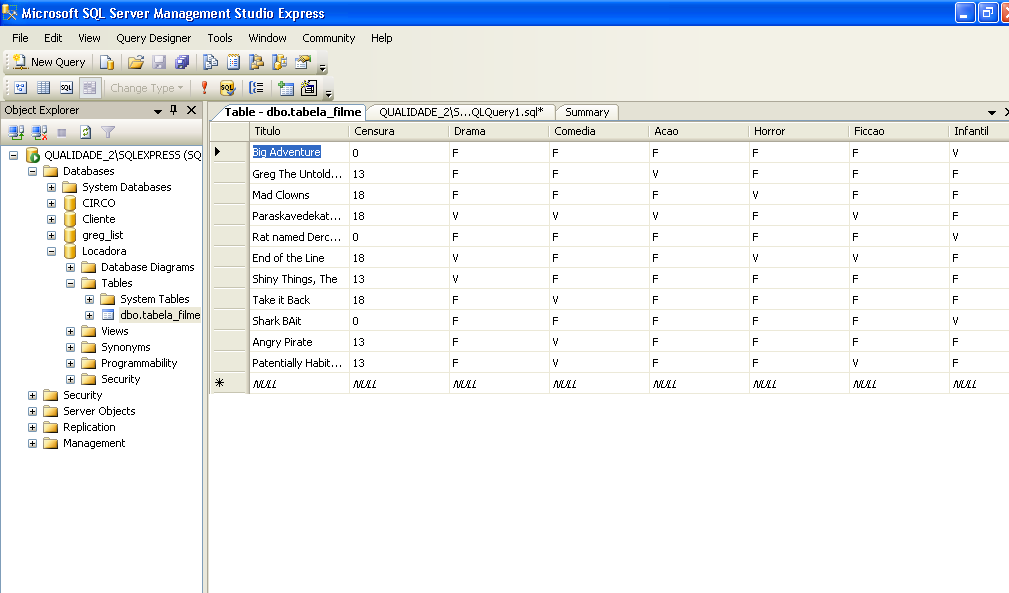 Microsoft SQL Server Management Studio Express
File Edit View Query Designer Tools Window Community Help
New Query
SQL Change Type SQL
Object Explorer
QUALIDADE_2\SQLEXPRESS (SQ
Databases
System Databases
CIRCO
Cliente
greg_list
Locadora
Database Diagrams
Tables
System Tables
dbo.tabela_filme
Views
Synonyms
Programmability
Security
Security
Server Objects
Replication
Management
Table - dbo.tabela_filme QUALIDADE_2\S...QLQuery1.sql* Summary
Titulo Censura Drama Comedia Acao Horror Ficcao Infantil
Big Adventure 0 F F F F F V
Greg The Untold... 13 F F V F F F
Mad Clowns 18 F F F V F F
Paraskavedekat... 18 V V V F V F
Rat named Derc... 0 F F F F F V
End of the Line 18 V F F V V F
Shiny Things, The 13 V F F F F F
Take it Back 18 F V F F F F
Shark BAit 0 F F F F F V
Angry Pirate 13 F V F F F F
Patentially Habit... 13 F V F F V F
NULL NULL NULL NULL NULL NULL NULL NULL